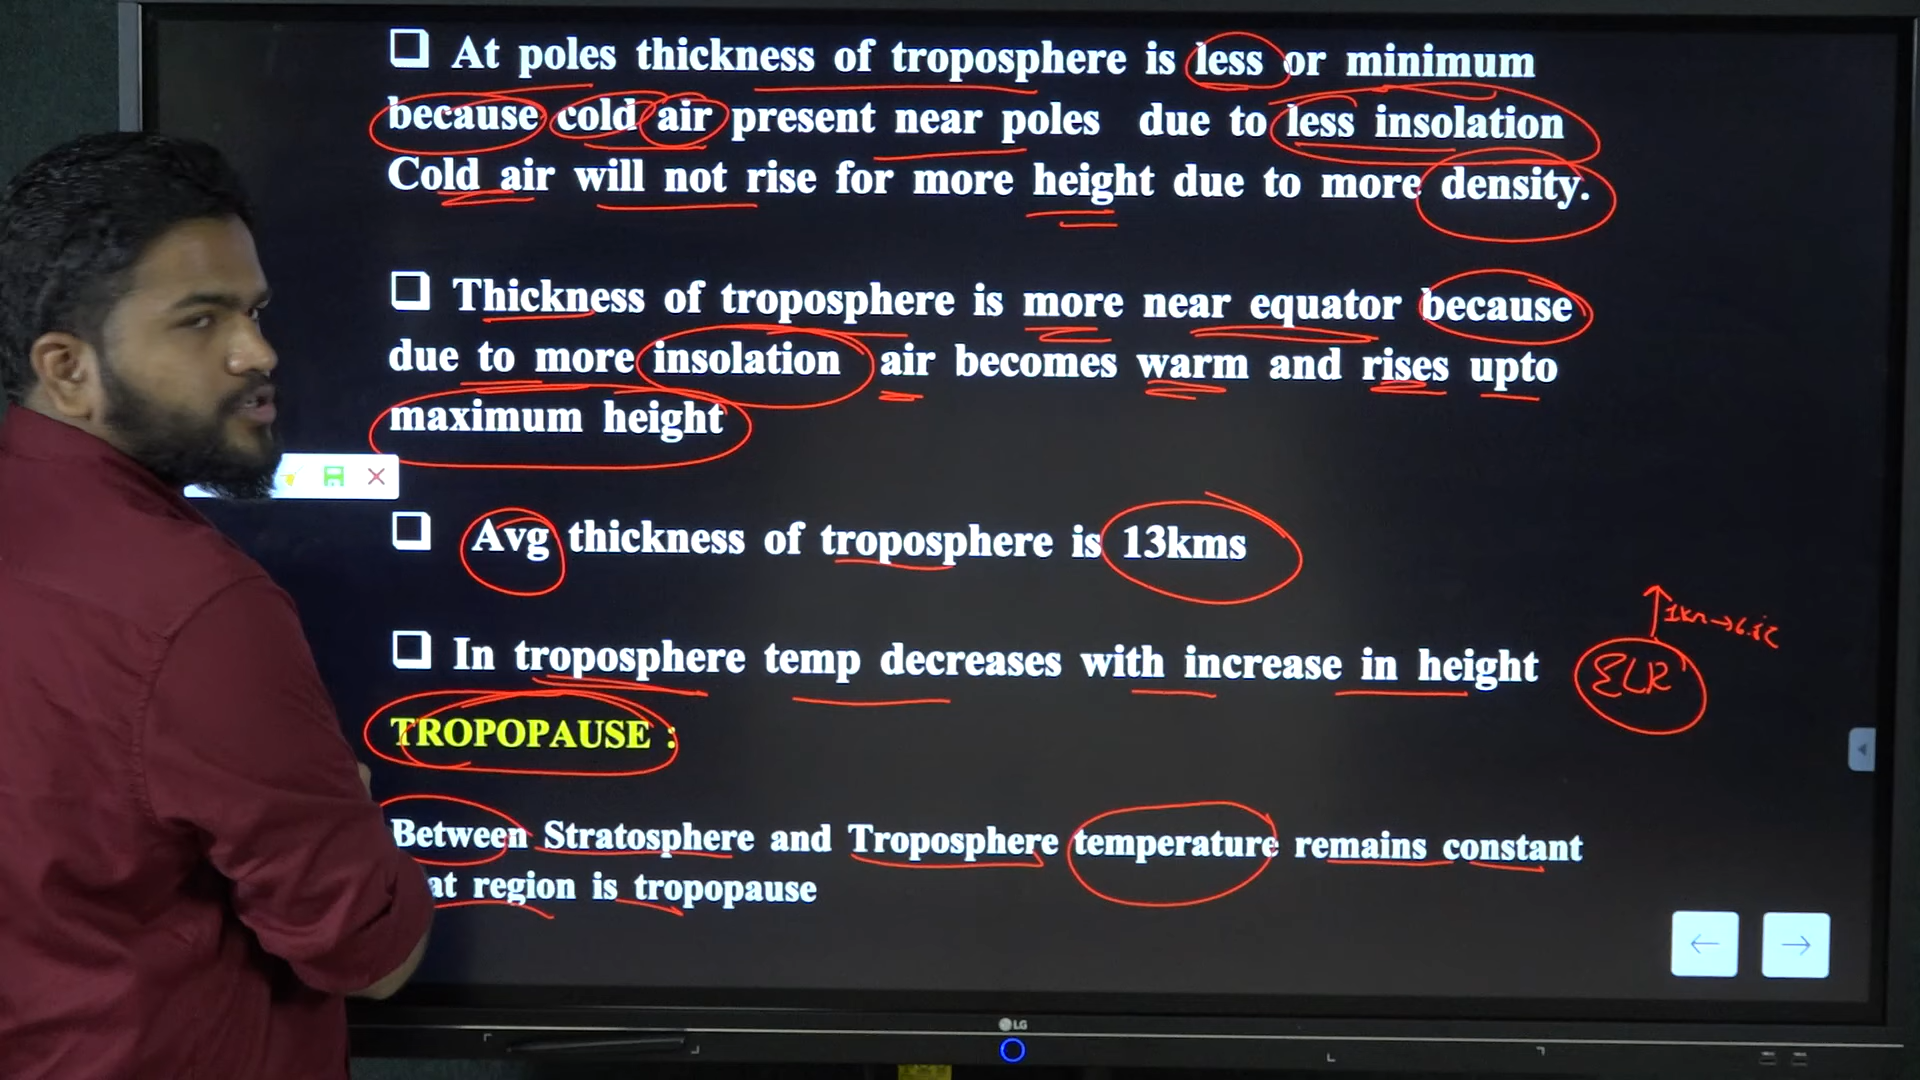 At poles thickness of troposphere is less or minimum
because cold air present near poles due to less insolation
Cold air will not rise for more height due to more density.
Thickness of troposphere is more near equator because
due to more insolation air becomes warm and rises upto
maximum height
Avg thickness of troposphere is 13kms
1km→6.5°C
In troposphere temp decreases with increase in height
ELR
TROPOPAUSE :
Between Stratosphere and Troposphere temperature remains constant
at region is tropopause
LG